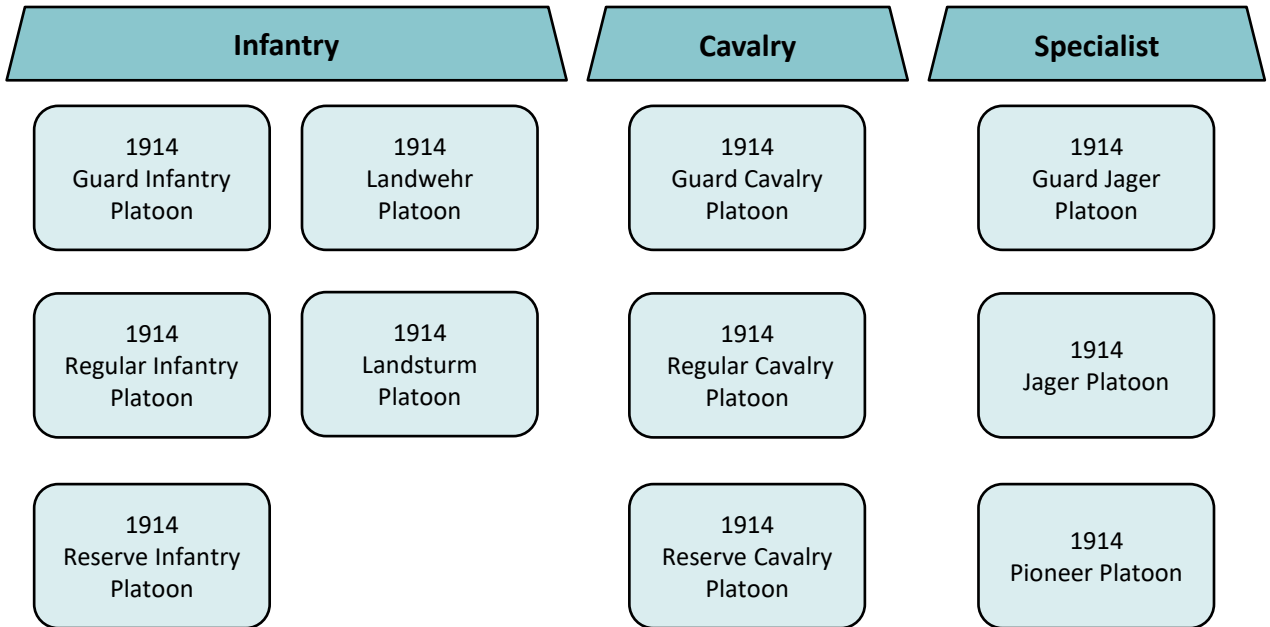 Infantry
1914
Guard Infantry
Platoon
1914
Landwehr
Platoon
1914
Regular Infantry
Platoon
1914
Landsturm
Platoon
1914
Reserve Infantry
Platoon
Cavalry
1914
Guard Cavalry
Platoon
1914
Regular Cavalry
Platoon
1914
Reserve Cavalry
Platoon
Specialist
1914
Guard Jager
Platoon
1914
Jager Platoon
1914
Pioneer Platoon